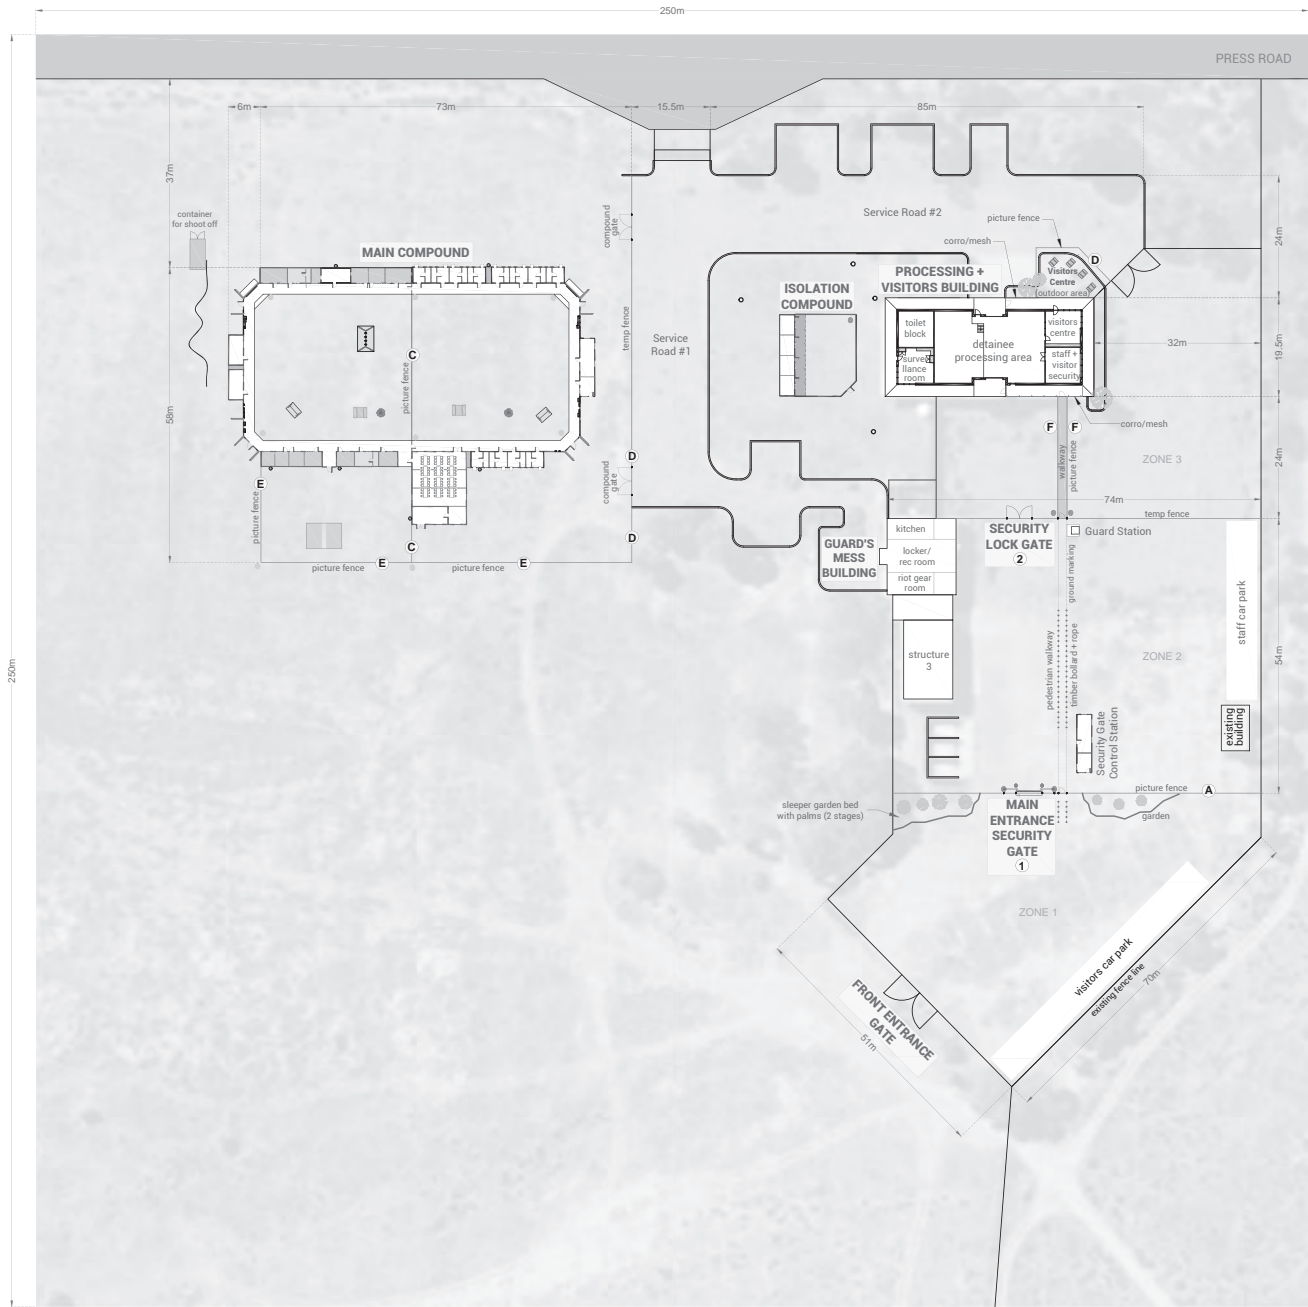 250m
PRESS ROAD
6m
73m
15.5m
85m
37m
container
for shoot off
MAIN COMPOUND
compound
gate
Service Road #2
picture fence
24m
corro/mesh
D
PROCESSING +
VISITORS BUILDING
Visitors
Centre
(outdoor area)
ISOLATION
COMPOUND
toilet
block
visitors
centre
detainee
processing area
surve
llance
room
staff +
visitor
security
32m
19.5m
temp fence
Service
Road #1
C
picture fence
58m
corro/mesh
F
F
walkway
picture fence
ZONE 3
24m
D
compound
gate
E
picture fence
74m
temp fence
D
C
picture fence
E
picture fence
E
kitchen
locker/
rec room
riot gear
room
GUARD'S
MESS
BUILDING
SECURITY
LOCK GATE
2
Guard Station
ground marking
staff car park
pedestrian walkway
timber bollard + rope
ZONE 2
54m
structure
3
250m
Security Gate
Control Station
existing
building
picture fence
A
sleeper garden bed
with palms (2 stages)
garden
MAIN
ENTRANCE
SECURITY
GATE
1
ZONE 1
visitors car park
existing fence line
70m
FRONT ENTRANCE
GATE
51m